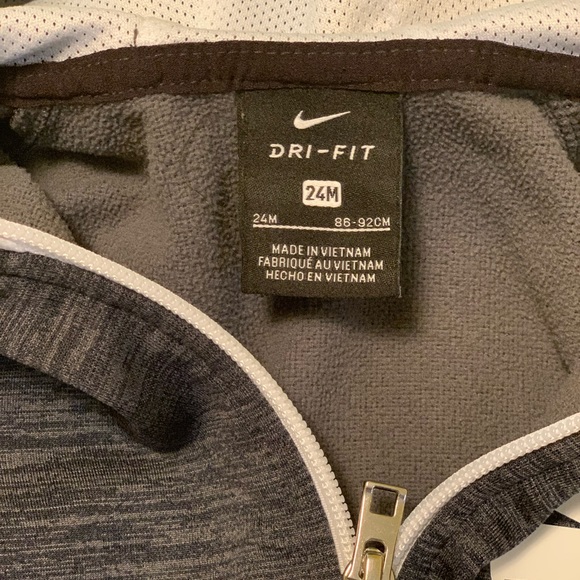 DRI-FIT
24M
24M 86-92CM
MADE IN VIETNAM
FABRIQUÉ AU VIETNAM
HECHO EN VIETNAM